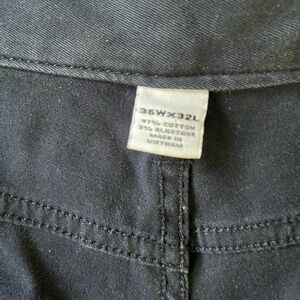 36WX32L
97% COTTON
3% ELASTANE
MADE IN
VIETNAM